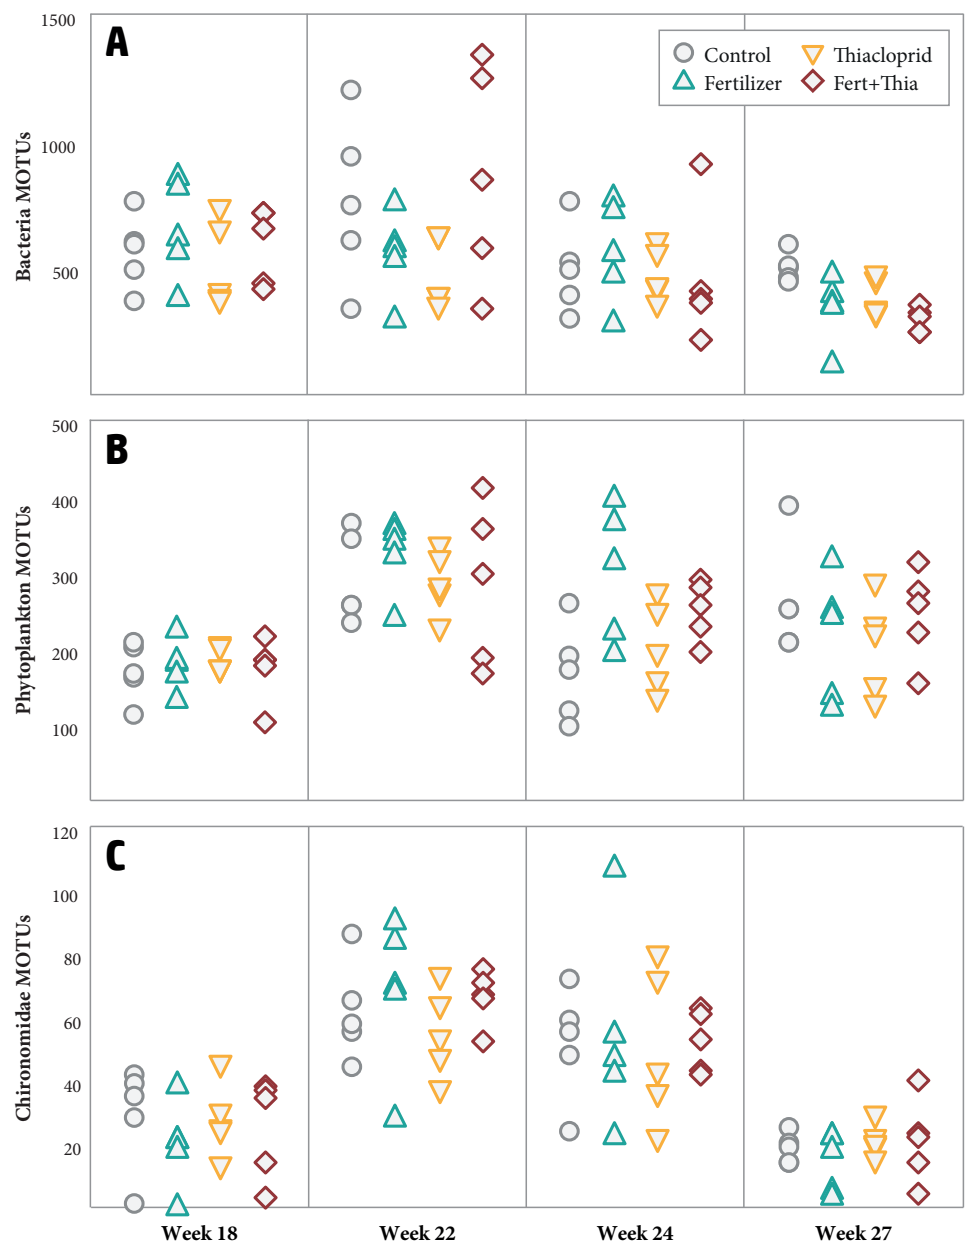 1500
A
Control
Thiacloprid
Fertilizer
Fert+Thia
1000
500
Bacteria MOTUs
500
B
400
300
200
100
Phytoplankton MOTUs
120
C
100
80
60
40
20
Chironomidae MOTUs
Week 18
Week 22
Week 24
Week 27